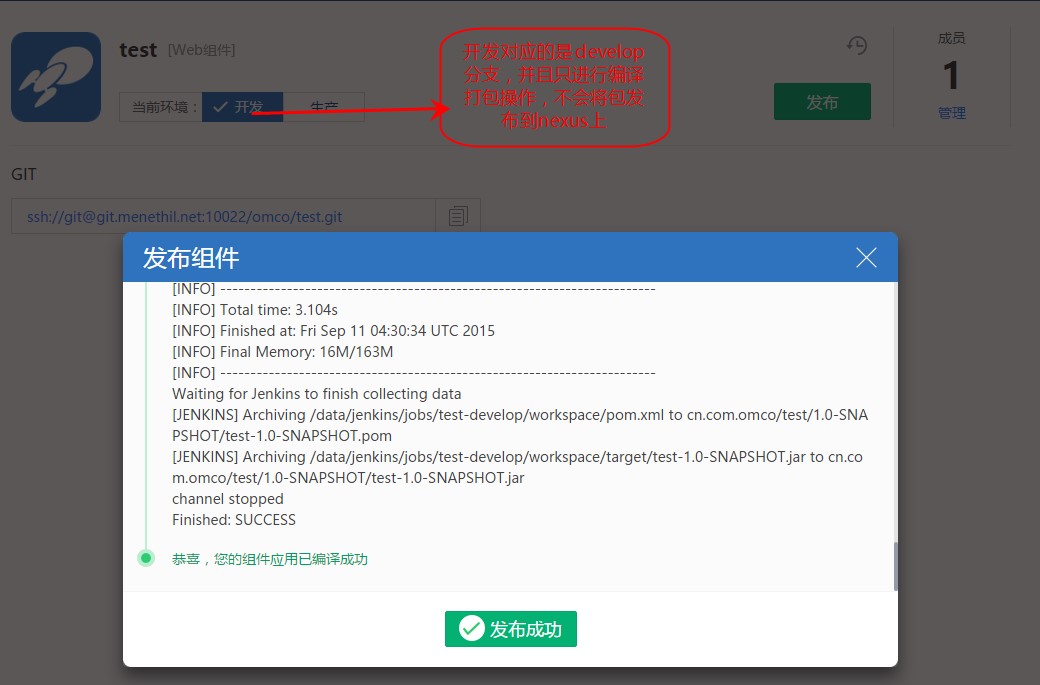 test [Web组件]
当前环境： 开发 生产
开发对应的是develop
分支，并且只进行编译
打包操作，不会将包发
布到nexus上
发布
成员
1
管理
GIT
ssh://git@git.menethil.net:10022/omco/test.git
发布组件
[INFO] ------------------------------------------------------------------------
[INFO] Total time: 3.104s
[INFO] Finished at: Fri Sep 11 04:30:34 UTC 2015
[INFO] Final Memory: 16M/163M
[INFO] ------------------------------------------------------------------------
Waiting for Jenkins to finish collecting data
[JENKINS] Archiving /data/jenkins/jobs/test-develop/workspace/pom.xml to cn.com.omco/test/1.0-SNA
PSHOT/test-1.0-SNAPSHOT.pom
[JENKINS] Archiving /data/jenkins/jobs/test-develop/workspace/target/test-1.0-SNAPSHOT.jar to cn.co
m.omco/test/1.0-SNAPSHOT/test-1.0-SNAPSHOT.jar
channel stopped
Finished: SUCCESS
恭喜，您的组件应用已编译成功
发布成功